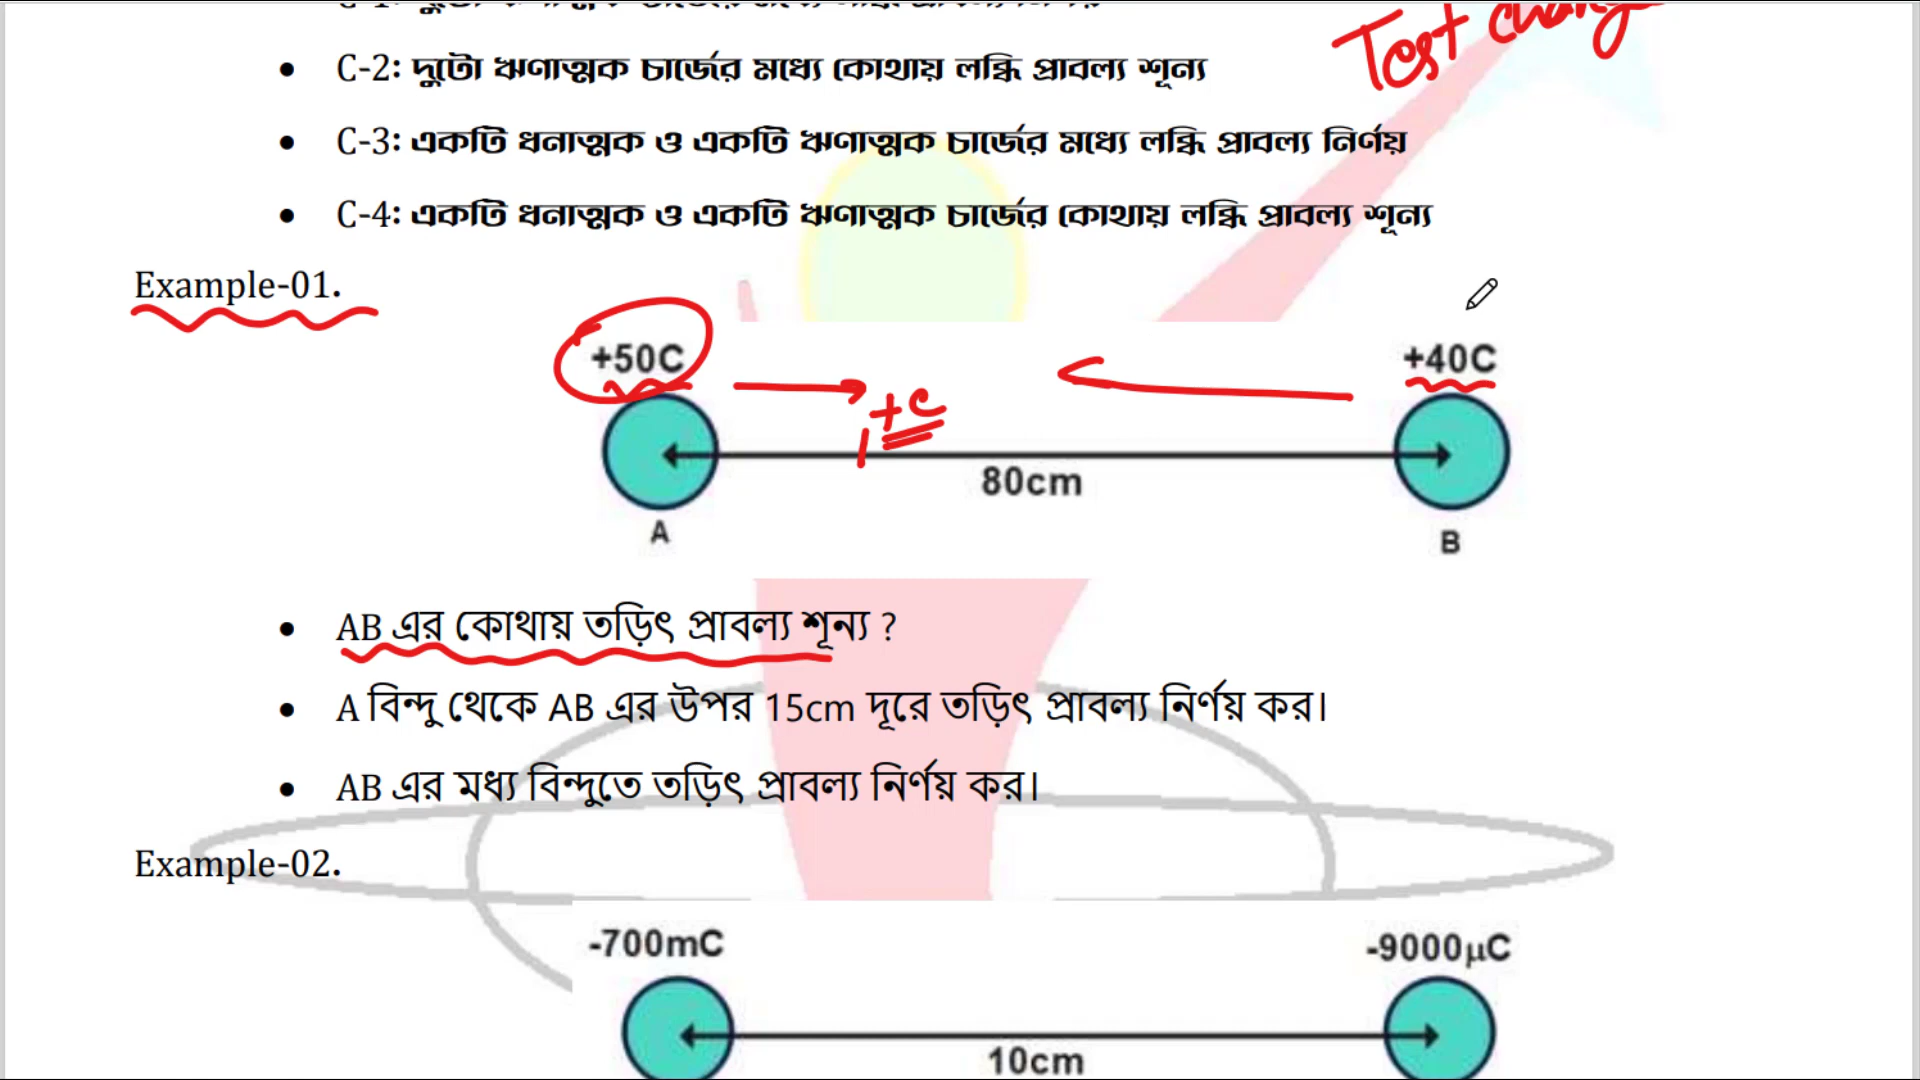 Test
C-2: দুটো ঋণাত্মক চার্জের মধ্যে কোথায় লব্ধি প্রাবল্য শূন্য
C-3: একটি ধনাত্মক ও একটি ঋণাত্মক চার্জের মধ্যে লব্ধি প্রাবল্য নির্ণয়
C-4: একটি ধনাত্মক ও একটি ঋণাত্মক চার্জের কোথায় লব্ধি প্রাবল্য শূন্য
Example-01.
+50C
+40C
+c
80cm
A
B
AB এর কোথায় তড়িৎ প্রাবল্য শূন্য ?
A বিন্দু থেকে AB এর উপর 15cm দূরে তড়িৎ প্রাবল্য নির্ণয় কর।
AB এর মধ্য বিন্দুতে তড়িৎ প্রাবল্য নির্ণয় কর।
Example-02.
-700mC
-9000μC
10cm